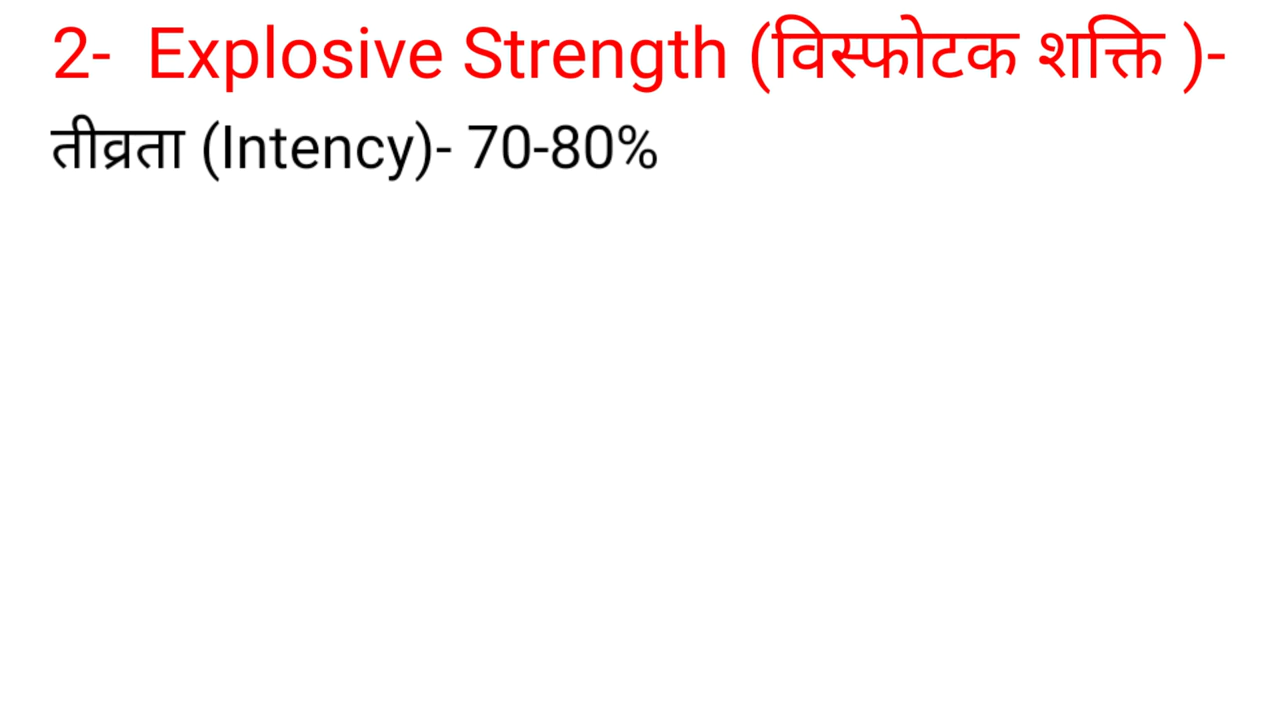 2- Explosive Strength (विस्फोटक शक्ति )-
तीव्रता (Intency)- 70-80%